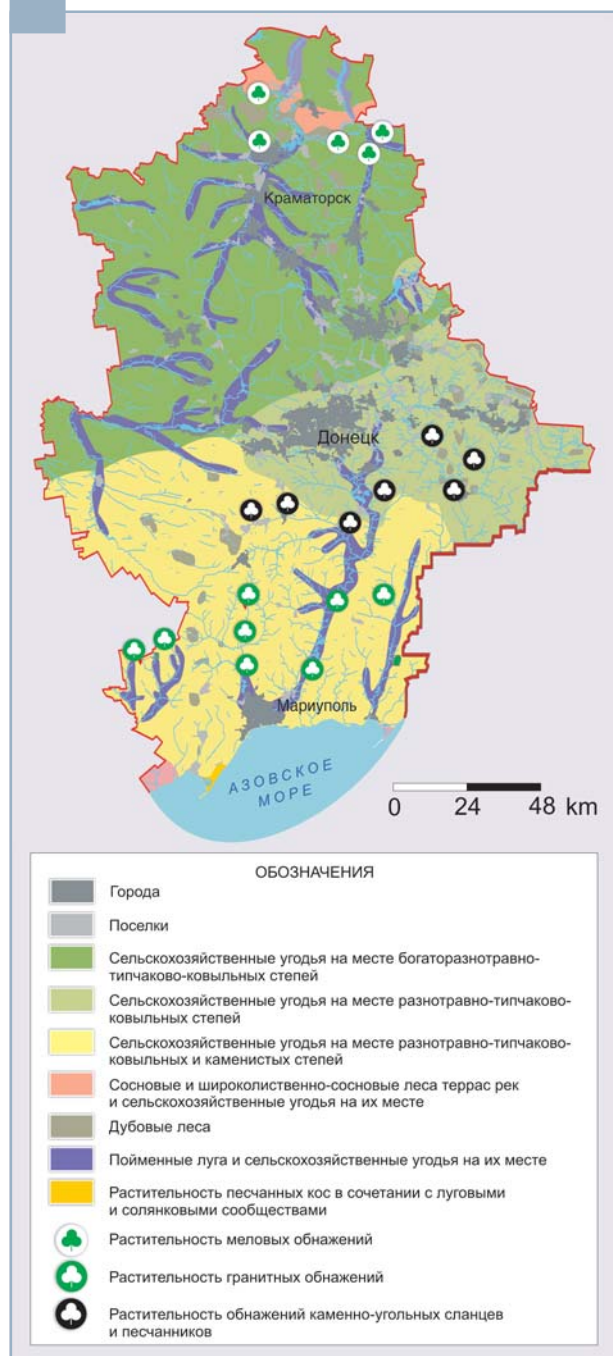 Краматорск
Донецк
Мариуполь
АЗОВСКОЕ
МОРЕ
0 24 48 km
ОБОЗНАЧЕНИЯ
Города
Поселки
Сельскохозяйственные угодья на месте богаторазнотравно-
типчаково-ковыльных степей
Сельскохозяйственные угодья на месте разнотравно-типчаково-
ковыльных степей
Сельскохозяйственные угодья на месте разнотравно-типчаково-
ковыльных и каменистых степей
Сосновые и широколиственно-сосновые леса террас рек
и сельскохозяйственные угодья на их месте
Дубовые леса
Пойменные луга и сельскохозяйственные угодья на их месте
Растительность песчанных кос в сочетании с луговыми
и солянковыми сообществами
Растительность меловых обнажений
Растительность гранитных обнажений
Растительность обнажений каменно-угольных сланцев
и песчанников